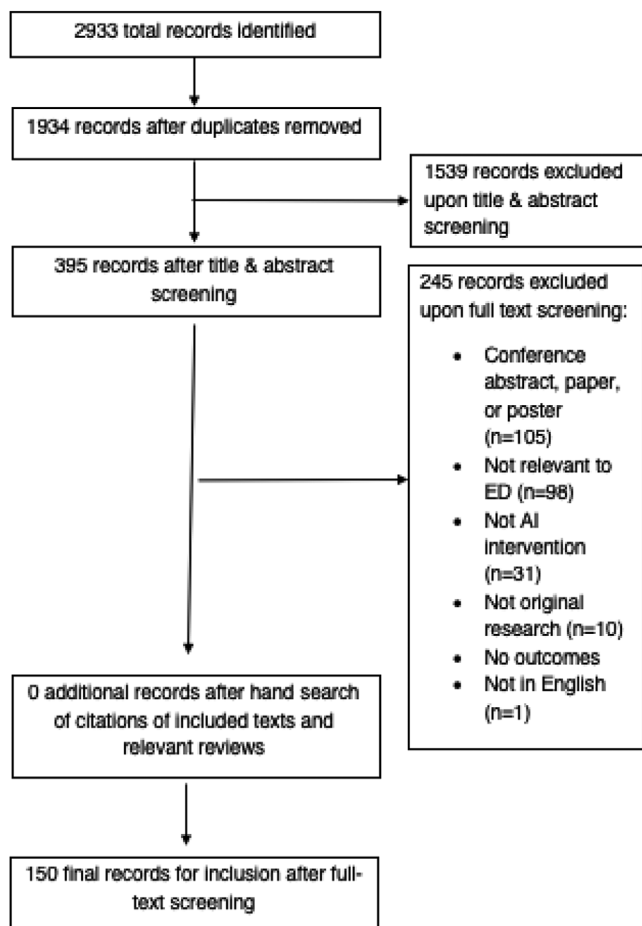 2933 total records identified
1934 records after duplicates removed
1539 records excluded
upon title & abstract
screening
395 records after title & abstract
screening
245 records excluded
upon full text screening:
• Conference
abstract, paper,
or poster
(n=105)
• Not relevant to
ED (n=98)
• Not AI
intervention
(n=31)
• Not original
research (n=10)
• No outcomes
• Not in English
(n=1)
0 additional records after hand search
of citations of included texts and
relevant reviews
150 final records for inclusion after full-
text screening